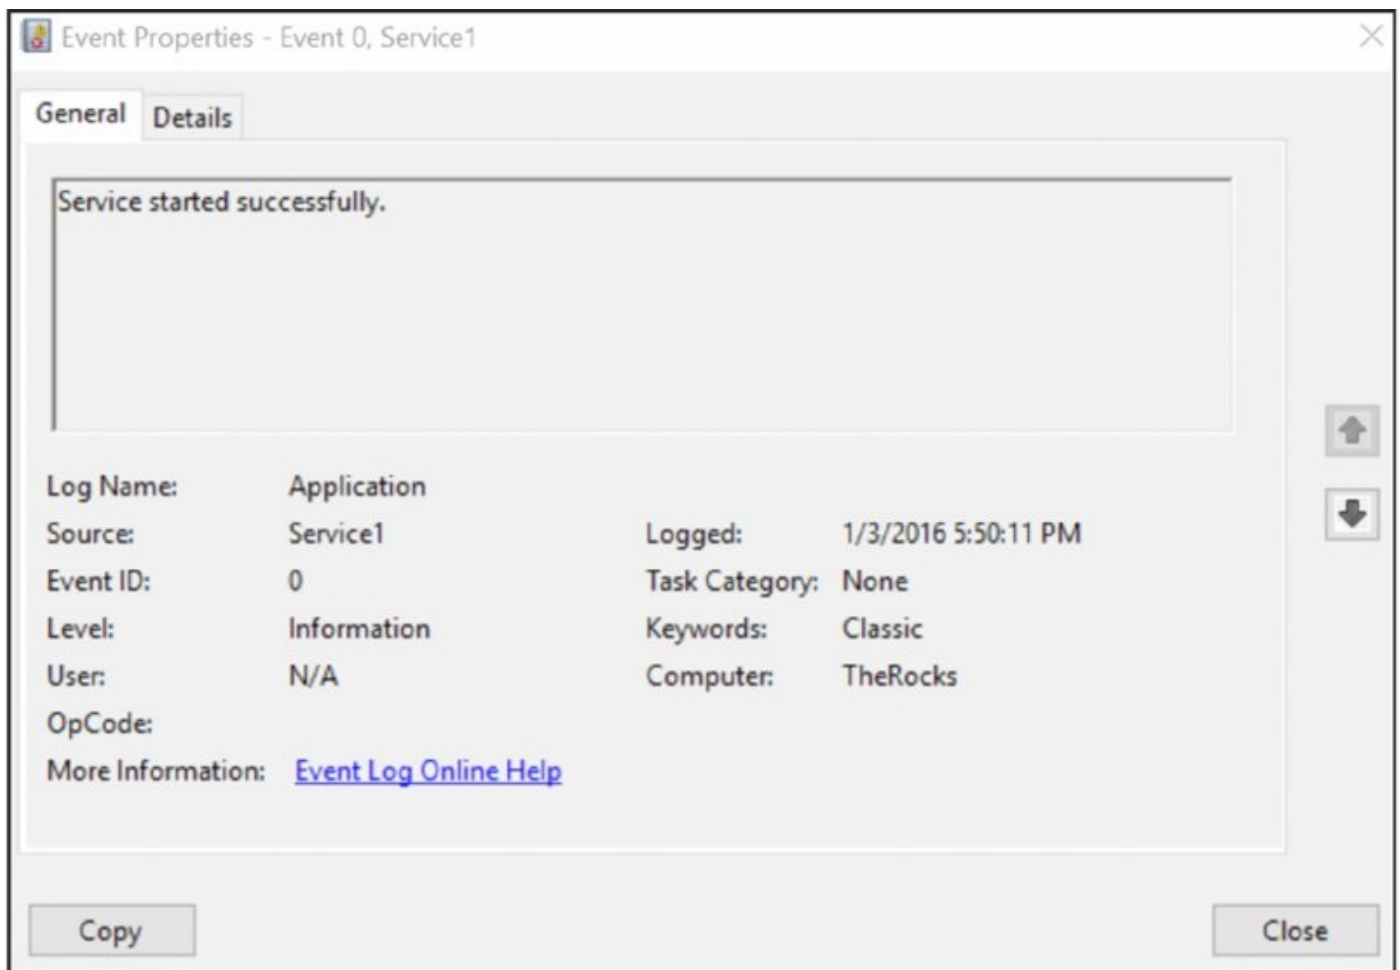 Event Properties - Event 0, Service1
General Details
Service started successfully.
Log Name: Application
Source: Service1 Logged: 1/3/2016 5:50:11 PM
Event ID: 0 Task Category: None
Level: Information Keywords: Classic
User: N/A Computer: TheRocks
OpCode:
More Information: Event Log Online Help
Copy Close